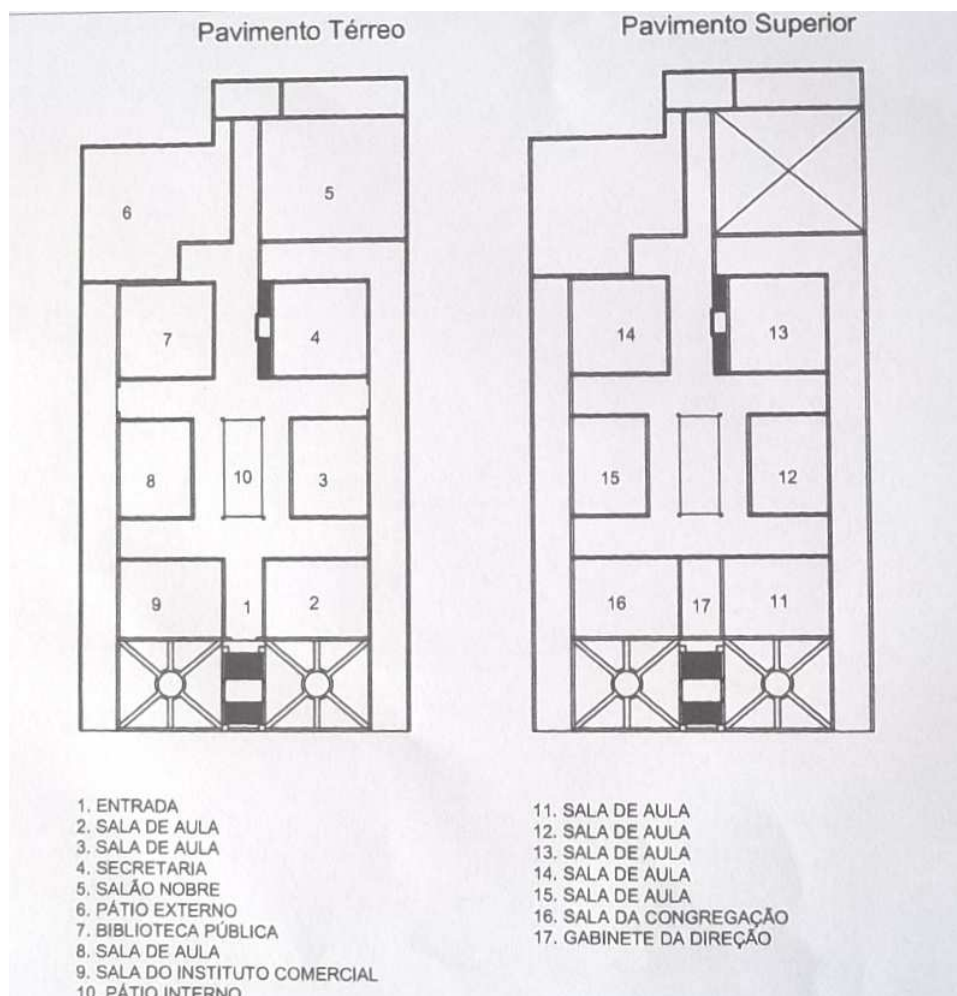 Pavimento Térreo
Pavimento Superior
6
5
7
4
8
10
3
9
1
2
14
13
15
12
16
17
11
1. ENTRADA
2. SALA DE AULA
3. SALA DE AULA
4. SECRETARIA
5. SALÃO NOBRE
6. PÁTIO EXTERNO
7. BIBLIOTECA PÚBLICA
8. SALA DE AULA
9. SALA DO INSTITUTO COMERCIAL
10. PÁTIO INTERNO
11. SALA DE AULA
12. SALA DE AULA
13. SALA DE AULA
14. SALA DE AULA
15. SALA DE AULA
16. SALA DA CONGREGAÇÃO
17. GABINETE DA DIREÇÃO